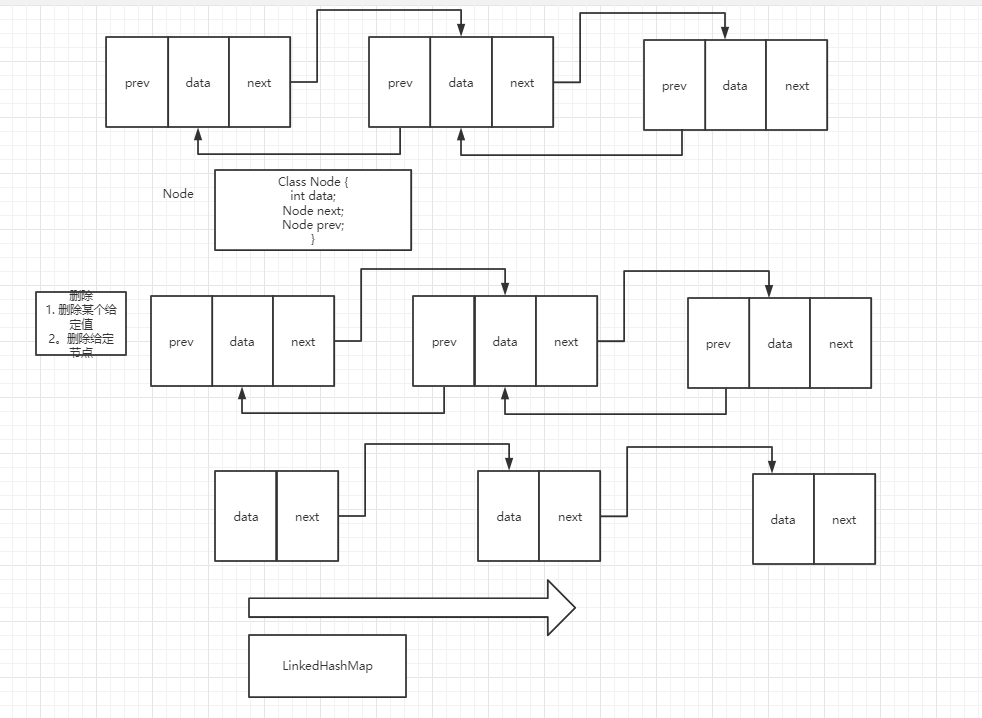 prev data next prev data next prev data next
Node
Class Node {
int data;
Node next;
Node prev;
}
删除
1. 删除某个给
定值
2。删除给定
节点
prev data next prev data next prev data next
data next data next data next
LinkedHashMap